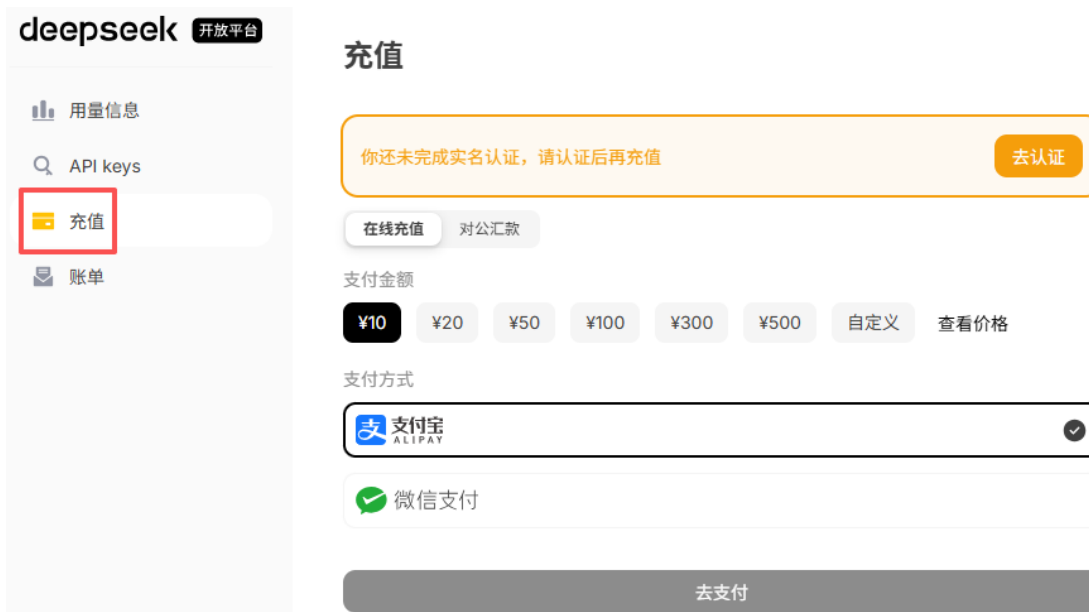 deepseek 开放平台
用量信息
API keys
充值
账单
充值
你还未完成实名认证，请认证后再充值 去认证
在线充值 对公汇款
支付金额
¥10 ¥20 ¥50 ¥100 ¥300 ¥500 自定义 查看价格
支付方式
支 支付宝
ALIPAY
微信支付
去支付